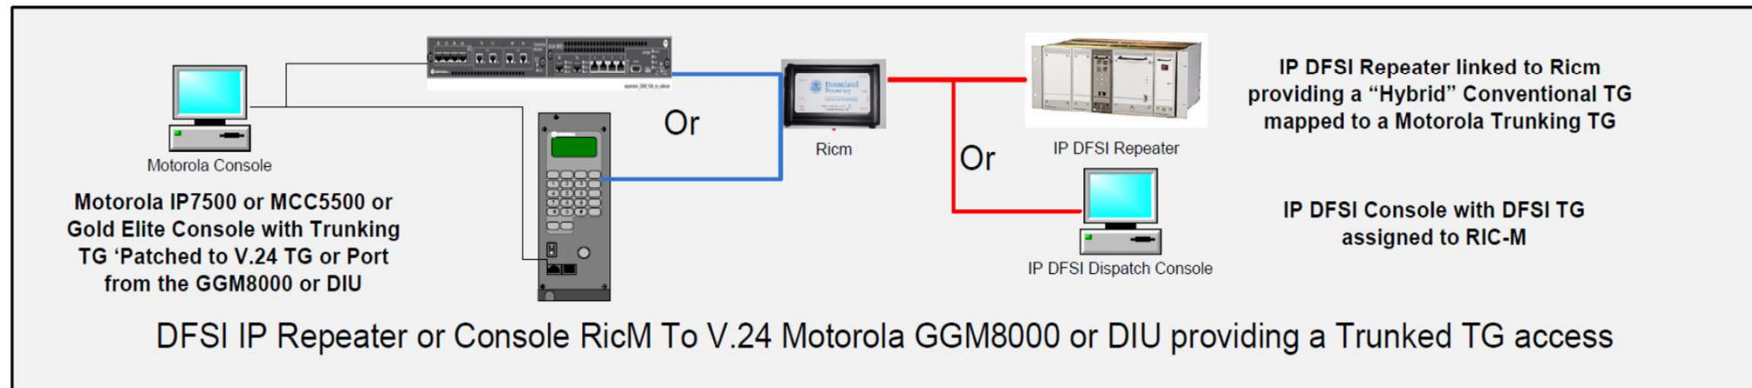 Motorola Console
Motorola IP7500 or MCC5500 or
Gold Elite Console with Trunking
TG ‘Patched to V.24 TG or Port
from the GGM8000 or DIU
Or
Homeland
Security
Ricm
Or
IP DFSI Repeater
IP DFSI Dispatch Console
IP DFSI Repeater linked to Ricm
providing a “Hybrid” Conventional TG
mapped to a Motorola Trunking TG
IP DFSI Console with DFSI TG
assigned to RIC-M
DFSI IP Repeater or Console RicM To V.24 Motorola GGM8000 or DIU providing a Trunked TG access